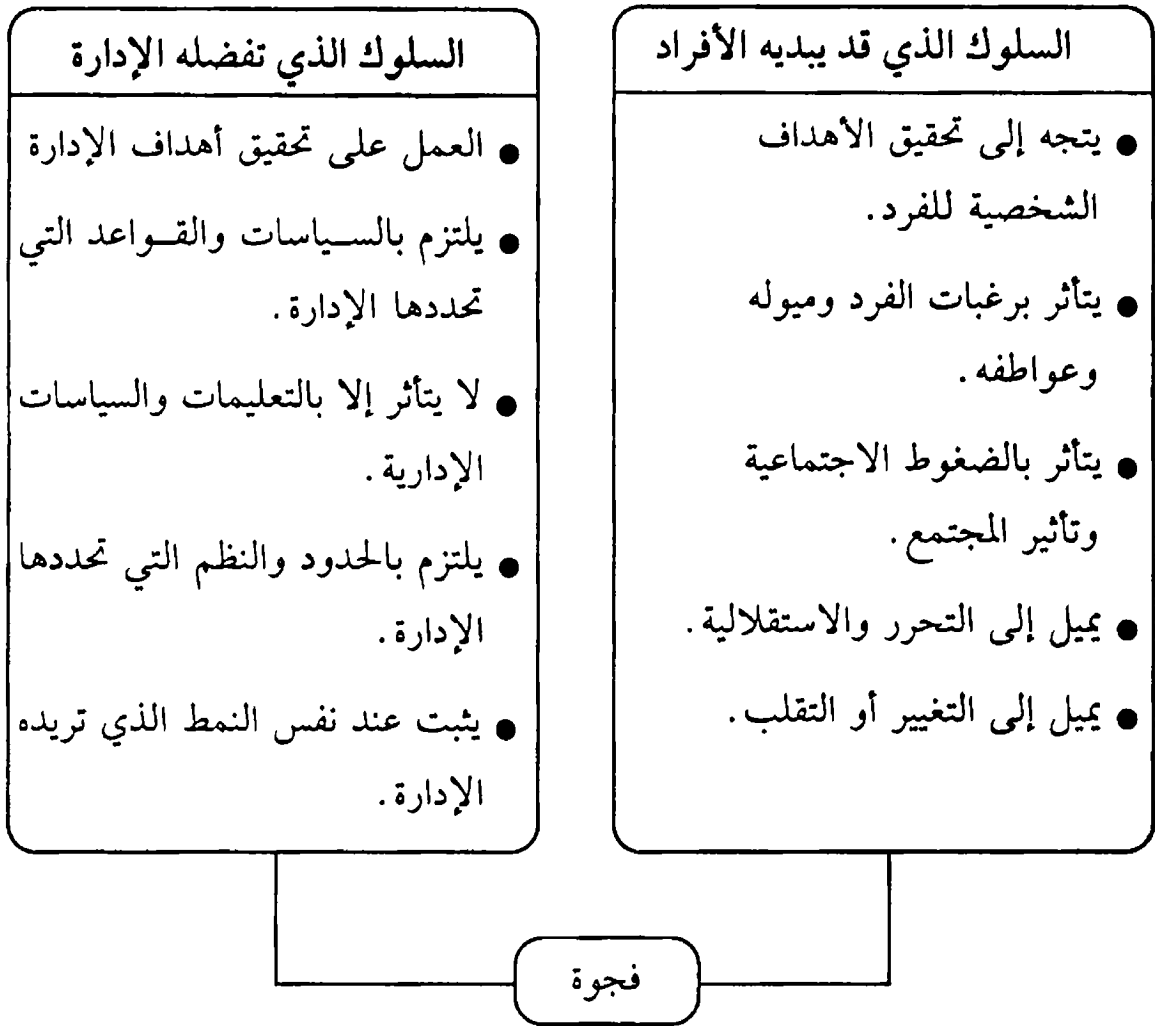 السلوك الذي قد يبديه الأفراد
● يتجه إلى تحقيق الأهداف
الشخصية للفرد.
● يتأثر برغبات الفرد وميوله
وعواطفه.
● يتأثر بالضغوط الاجتماعية
وتأثير المجتمع.
● يميل إلى التحرر والاستقلالية.
● يميل إلى التغيير أو التقلب.
السلوك الذي تفضله الإدارة
● العمل على تحقيق أهداف الإدارة
● يلتزم بالسياسات والقواعد التي
تحددها الإدارة.
● لا يتأثر إلا بالتعليمات والسياسات
الإدارية.
● يلتزم بالحدود والنظم التي تحددها
الإدارة.
● يثبت عند نفس النمط الذي تريده
الإدارة.
فجوة